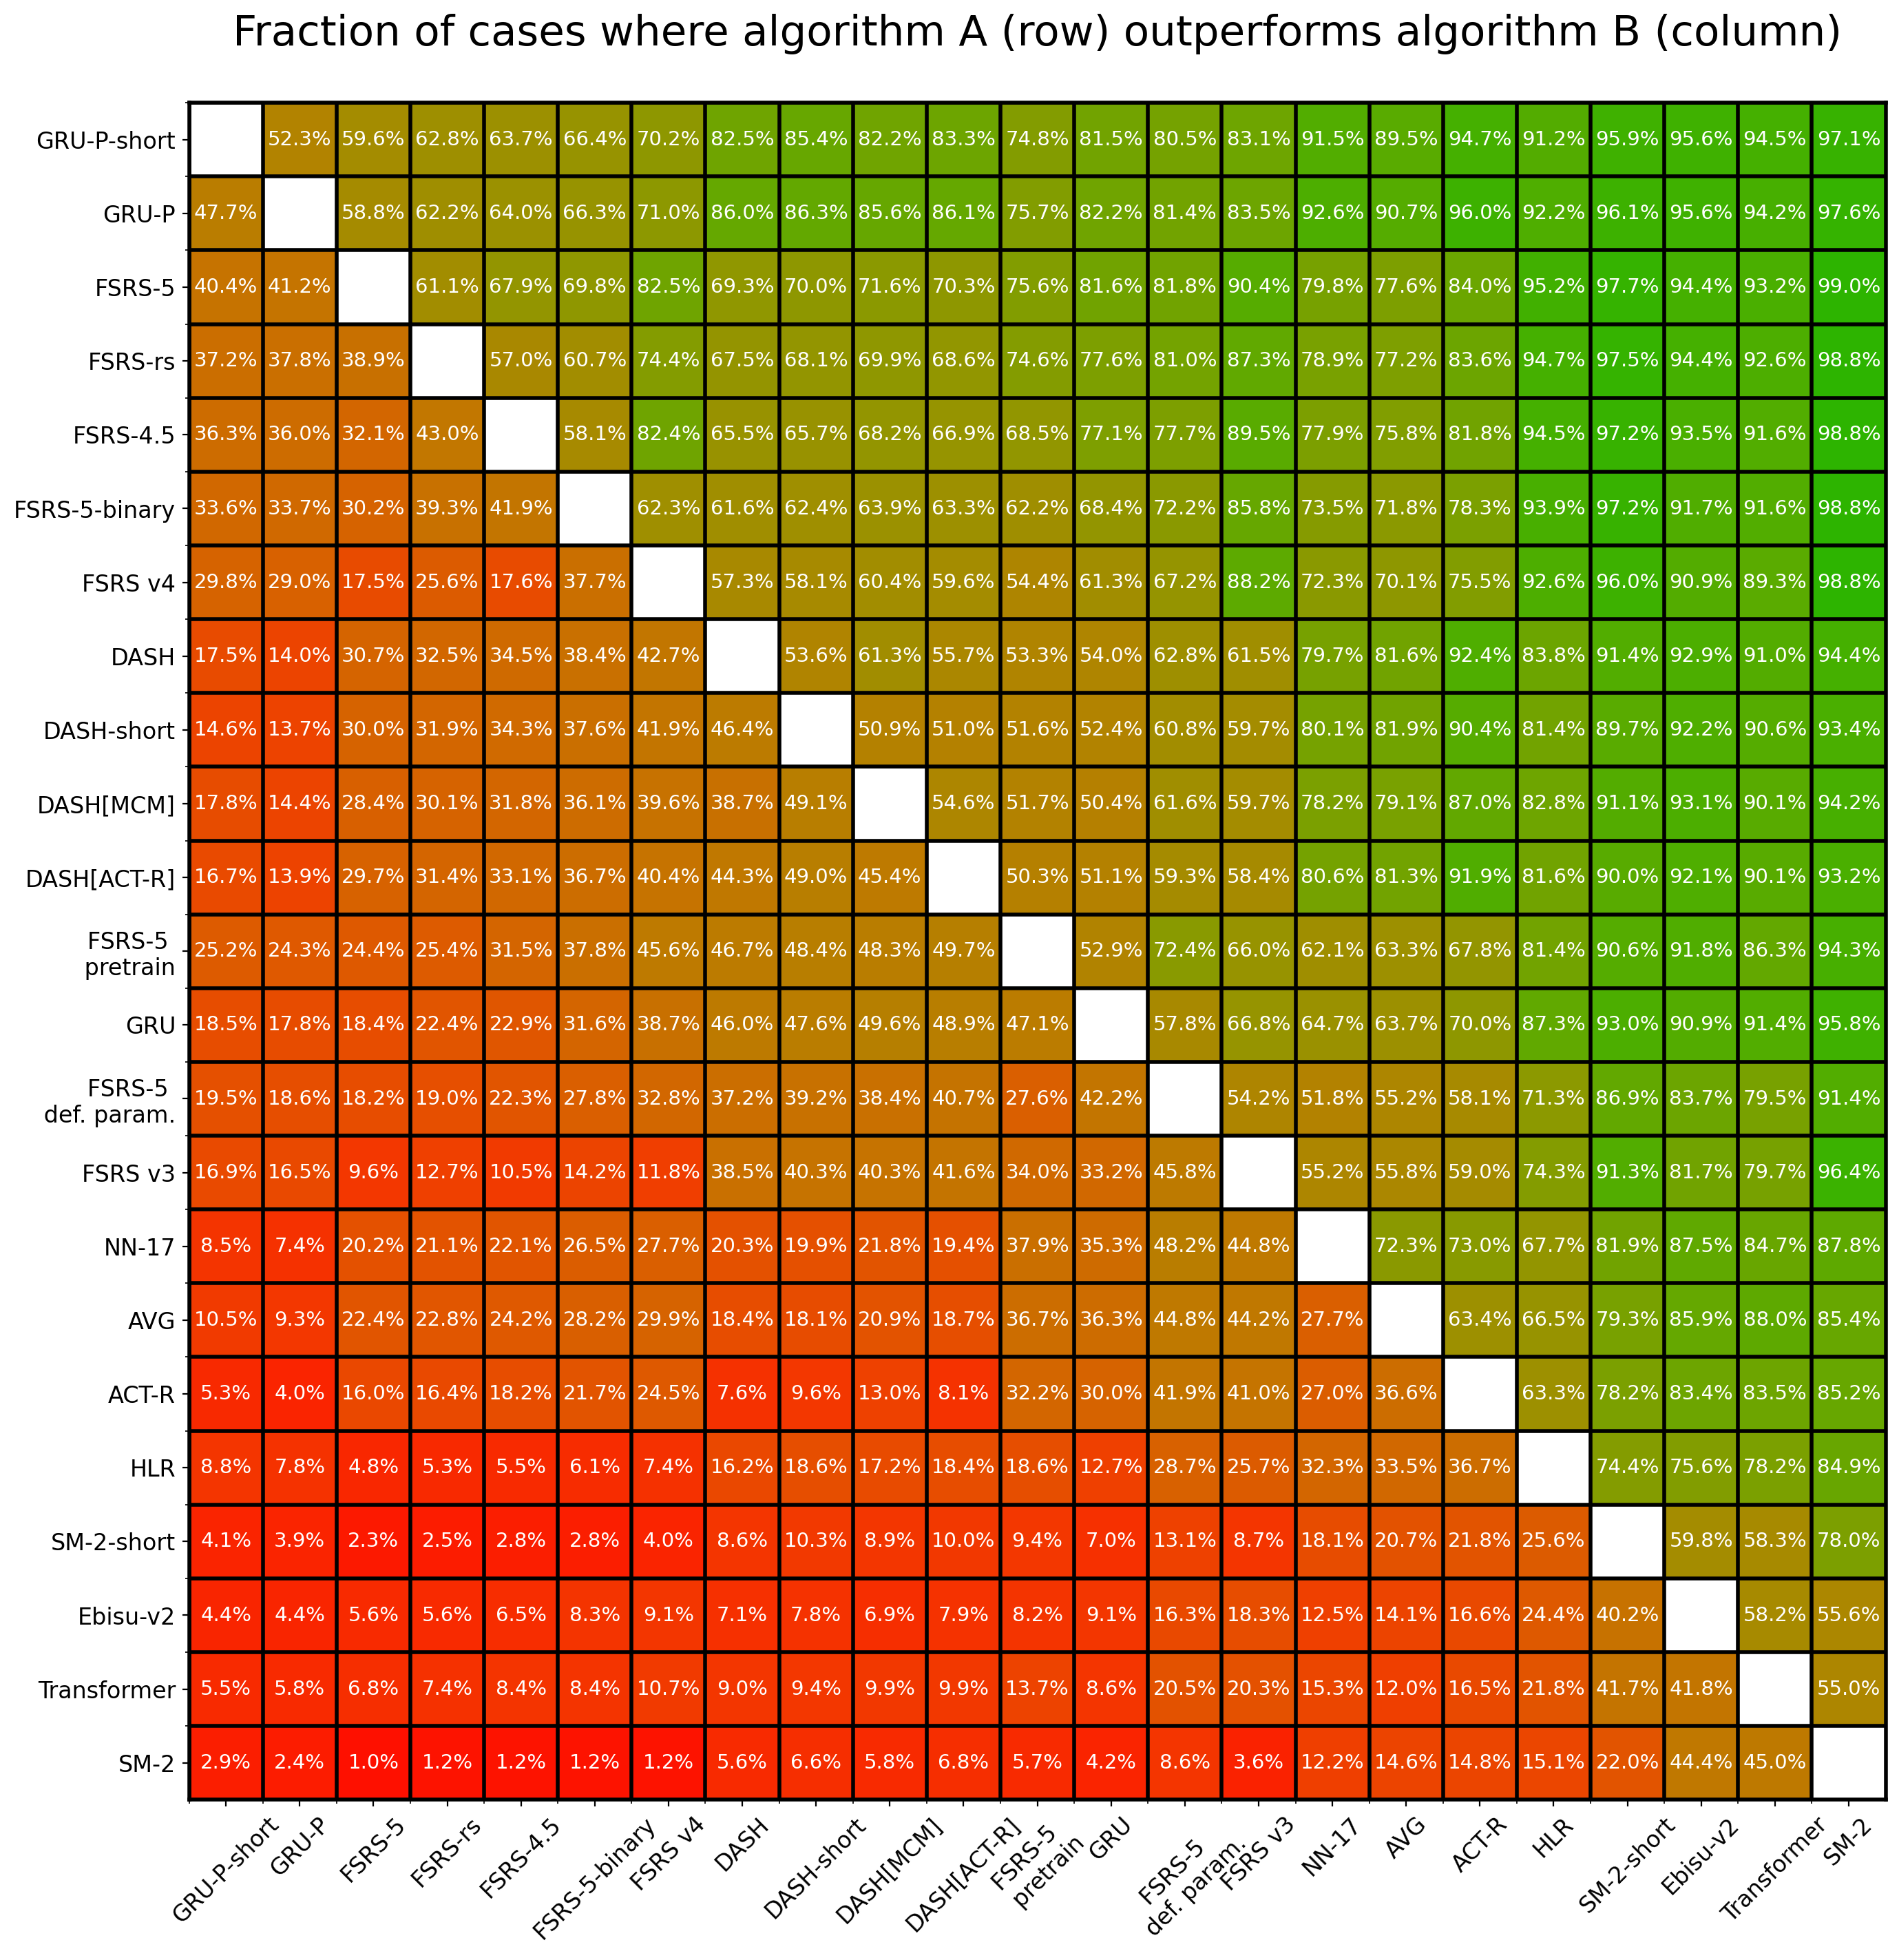 Fraction of cases where algorithm A (row) outperforms algorithm B (column)
GRU-P-short 52.3% 59.6% 62.8% 63.7% 66.4% 70.2% 82.5% 85.4% 82.2% 83.3% 74.8% 81.5% 80.5% 83.1% 91.5% 89.5% 94.7% 91.2% 95.9% 95.6% 94.5% 97.1%
GRU-P 47.7% 58.8% 62.2% 64.0% 66.3% 71.0% 86.0% 86.3% 85.6% 86.1% 75.7% 82.2% 81.4% 83.5% 92.6% 90.7% 96.0% 92.2% 96.1% 95.6% 94.2% 97.6%
FSRS-5 40.4% 41.2% 61.1% 67.9% 69.8% 82.5% 69.3% 70.0% 71.6% 70.3% 75.6% 81.6% 81.8% 90.4% 79.8% 77.6% 84.0% 95.2% 97.7% 94.4% 93.2% 99.0%
FSRS-rs 37.2% 37.8% 38.9% 57.0% 60.7% 74.4% 67.5% 68.1% 69.9% 68.6% 74.6% 77.6% 81.0% 87.3% 78.9% 77.2% 83.6% 94.7% 97.5% 94.4% 92.6% 98.8%
FSRS-4.5 36.3% 36.0% 32.1% 43.0% 58.1% 82.4% 65.5% 65.7% 68.2% 66.9% 68.5% 77.1% 77.7% 89.5% 77.9% 75.8% 81.8% 94.5% 97.2% 93.5% 91.6% 98.8%
FSRS-5-binary 33.6% 33.7% 30.2% 39.3% 41.9% 62.3% 61.6% 62.4% 63.9% 63.3% 62.2% 68.4% 72.2% 85.8% 73.5% 71.8% 78.3% 93.9% 97.2% 91.7% 91.6% 98.8%
FSRS v4 29.8% 29.0% 17.5% 25.6% 17.6% 37.7% 57.3% 58.1% 60.4% 59.6% 54.4% 61.3% 67.2% 88.2% 72.3% 70.1% 75.5% 92.6% 96.0% 90.9% 89.3% 98.8%
DASH 17.5% 14.0% 30.7% 32.5% 34.5% 38.4% 42.7% 53.6% 61.3% 55.7% 53.3% 54.0% 62.8% 61.5% 79.7% 81.6% 92.4% 83.8% 91.4% 92.9% 91.0% 94.4%
DASH-short 14.6% 13.7% 30.0% 31.9% 34.3% 37.6% 41.9% 46.4% 50.9% 51.0% 51.6% 52.4% 60.8% 59.7% 80.1% 81.9% 90.4% 81.4% 89.7% 92.2% 90.6% 93.4%
DASH[MCM] 17.8% 14.4% 28.4% 30.1% 31.8% 36.1% 39.6% 38.7% 49.1% 54.6% 51.7% 50.4% 61.6% 59.7% 78.2% 79.1% 87.0% 82.8% 91.1% 93.1% 90.1% 94.2%
DASH[ACT-R] 16.7% 13.9% 29.7% 31.4% 33.1% 36.7% 40.4% 44.3% 49.0% 45.4% 50.3% 51.1% 59.3% 58.4% 80.6% 81.3% 91.9% 81.6% 90.0% 92.1% 90.1% 93.2%
FSRS-5
pretrain 25.2% 24.3% 24.4% 25.4% 31.5% 37.8% 45.6% 46.7% 48.4% 48.3% 49.7% 52.9% 72.4% 66.0% 62.1% 63.3% 67.8% 81.4% 90.6% 91.8% 86.3% 94.3%
GRU 18.5% 17.8% 18.4% 22.4% 22.9% 31.6% 38.7% 46.0% 47.6% 49.6% 48.9% 47.1% 57.8% 66.8% 64.7% 63.7% 70.0% 87.3% 93.0% 90.9% 91.4% 95.8%
FSRS-5
def. param. 19.5% 18.6% 18.2% 19.0% 22.3% 27.8% 32.8% 37.2% 39.2% 38.4% 40.7% 27.6% 42.2% 54.2% 51.8% 55.2% 58.1% 71.3% 86.9% 83.7% 79.5% 91.4%
FSRS v3 16.9% 16.5% 9.6% 12.7% 10.5% 14.2% 11.8% 38.5% 40.3% 40.3% 41.6% 34.0% 33.2% 45.8% 55.2% 55.8% 59.0% 74.3% 91.3% 81.7% 79.7% 96.4%
NN-17 8.5% 7.4% 20.2% 21.1% 22.1% 26.5% 27.7% 20.3% 19.9% 21.8% 19.4% 37.9% 35.3% 48.2% 44.8% 72.3% 73.0% 67.7% 81.9% 87.5% 84.7% 87.8%
AVG 10.5% 9.3% 22.4% 22.8% 24.2% 28.2% 29.9% 18.4% 18.1% 20.9% 18.7% 36.7% 36.3% 44.8% 44.2% 27.7% 63.4% 66.5% 79.3% 85.9% 88.0% 85.4%
ACT-R 5.3% 4.0% 16.0% 16.4% 18.2% 21.7% 24.5% 7.6% 9.6% 13.0% 8.1% 32.2% 30.0% 41.9% 41.0% 27.0% 36.6% 63.3% 78.2% 83.4% 83.5% 85.2%
HLR 8.8% 7.8% 4.8% 5.3% 5.5% 6.1% 7.4% 16.2% 18.6% 17.2% 18.4% 18.6% 12.7% 28.7% 25.7% 32.3% 33.5% 36.7% 74.4% 75.6% 78.2% 84.9%
SM-2-short 4.1% 3.9% 2.3% 2.5% 2.8% 2.8% 4.0% 8.6% 10.3% 8.9% 10.0% 9.4% 7.0% 13.1% 8.7% 18.1% 20.7% 21.8% 25.6% 59.8% 58.3% 78.0%
Ebisu-v2 4.4% 4.4% 5.6% 5.6% 6.5% 8.3% 9.1% 7.1% 7.8% 6.9% 7.9% 8.2% 9.1% 16.3% 18.3% 12.5% 14.1% 16.6% 24.4% 40.2% 58.2% 55.6%
Transformer 5.5% 5.8% 6.8% 7.4% 8.4% 8.4% 10.7% 9.0% 9.4% 9.9% 9.9% 13.7% 8.6% 20.5% 20.3% 15.3% 12.0% 16.5% 21.8% 41.7% 41.8% 55.0%
SM-2 2.9% 2.4% 1.0% 1.2% 1.2% 1.2% 1.2% 5.6% 6.6% 5.8% 6.8% 5.7% 4.2% 8.6% 3.6% 12.2% 14.6% 14.8% 15.1% 22.0% 44.4% 45.0%
GRU-P-short
GRU-P
FSRS-5
FSRS-rs
FSRS-4.5
FSRS-5-binary
FSRS v4
DASH
DASH-short
DASH[MCM]
DASH[ACT-R]
FSRS-5
pretrain
GRU
FSRS-5
def. param.
FSRS v3
NN-17
AVG
ACT-R
HLR
SM-2-short
Ebisu-v2
Transformer
SM-2